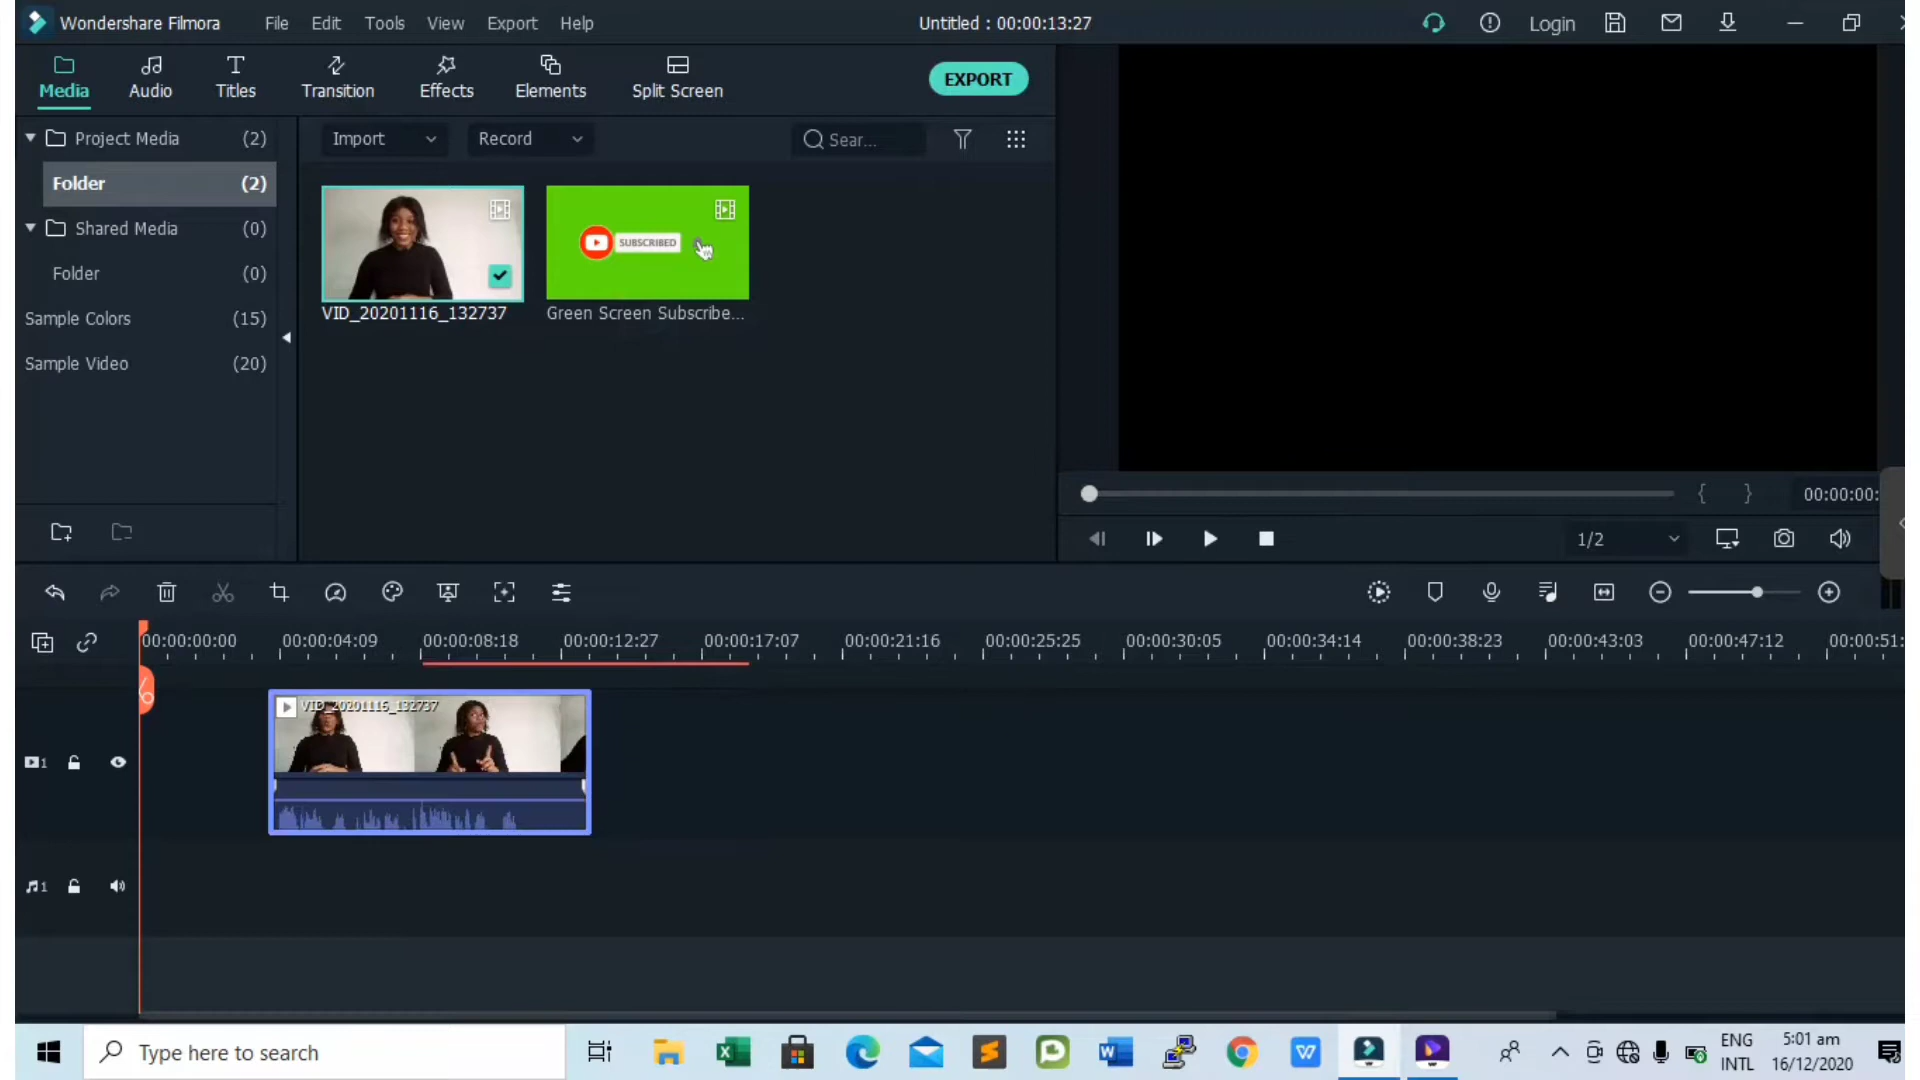 Wondershare Filmora File Edit Tools View Export Help Untitled : 00:00:13:27 Login
Media Audio Titles Transition Effects Elements Split Screen EXPORT
Project Media (2)
Folder (2)
Shared Media (0)
Folder (0)
Sample Colors (15)
Sample Video (20)
Import Record Sear...
SUBSCRIBED
VID_20201116_132737 Green Screen Subscribe...
{ } 00:00:00:
1/2
00:00:00:00 00:00:04:09 00:00:08:18 00:00:12:27 00:00:17:07 00:00:21:16 00:00:25:25 00:00:30:05 00:00:34:14 00:00:38:23 00:00:43:03 00:00:47:12 00:00:51:
VID_20201116_132737
1
1
Type here to search
ENG
INTL
5:01 am
16/12/2020